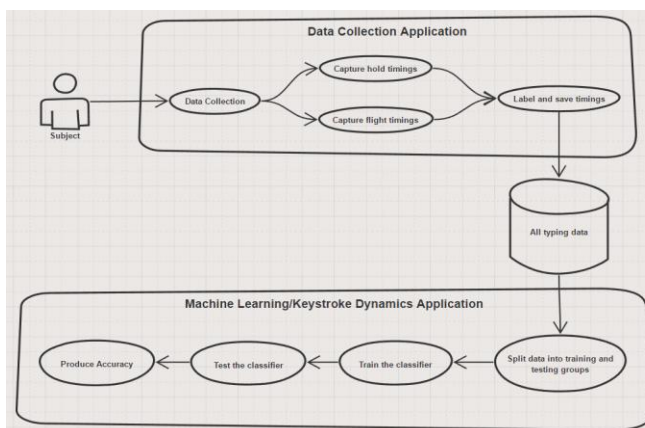 Data Collection Application
Capture hold timings
Data Collection
Label and save timings
Capture flight timings
Subject
All typing data
Machine Learning/Keystroke Dynamics Application
Produce Accuracy
Test the classifier
Train the classifier
Split data into training and
testing groups